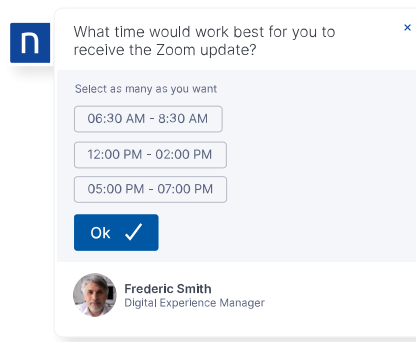 n
What time would work best for you to
receive the Zoom update?
Select as many as you want
06:30 AM - 8:30 AM
12:00 PM - 02:00 PM
05:00 PM - 07:00 PM
Ok
Frederic Smith
Digital Experience Manager